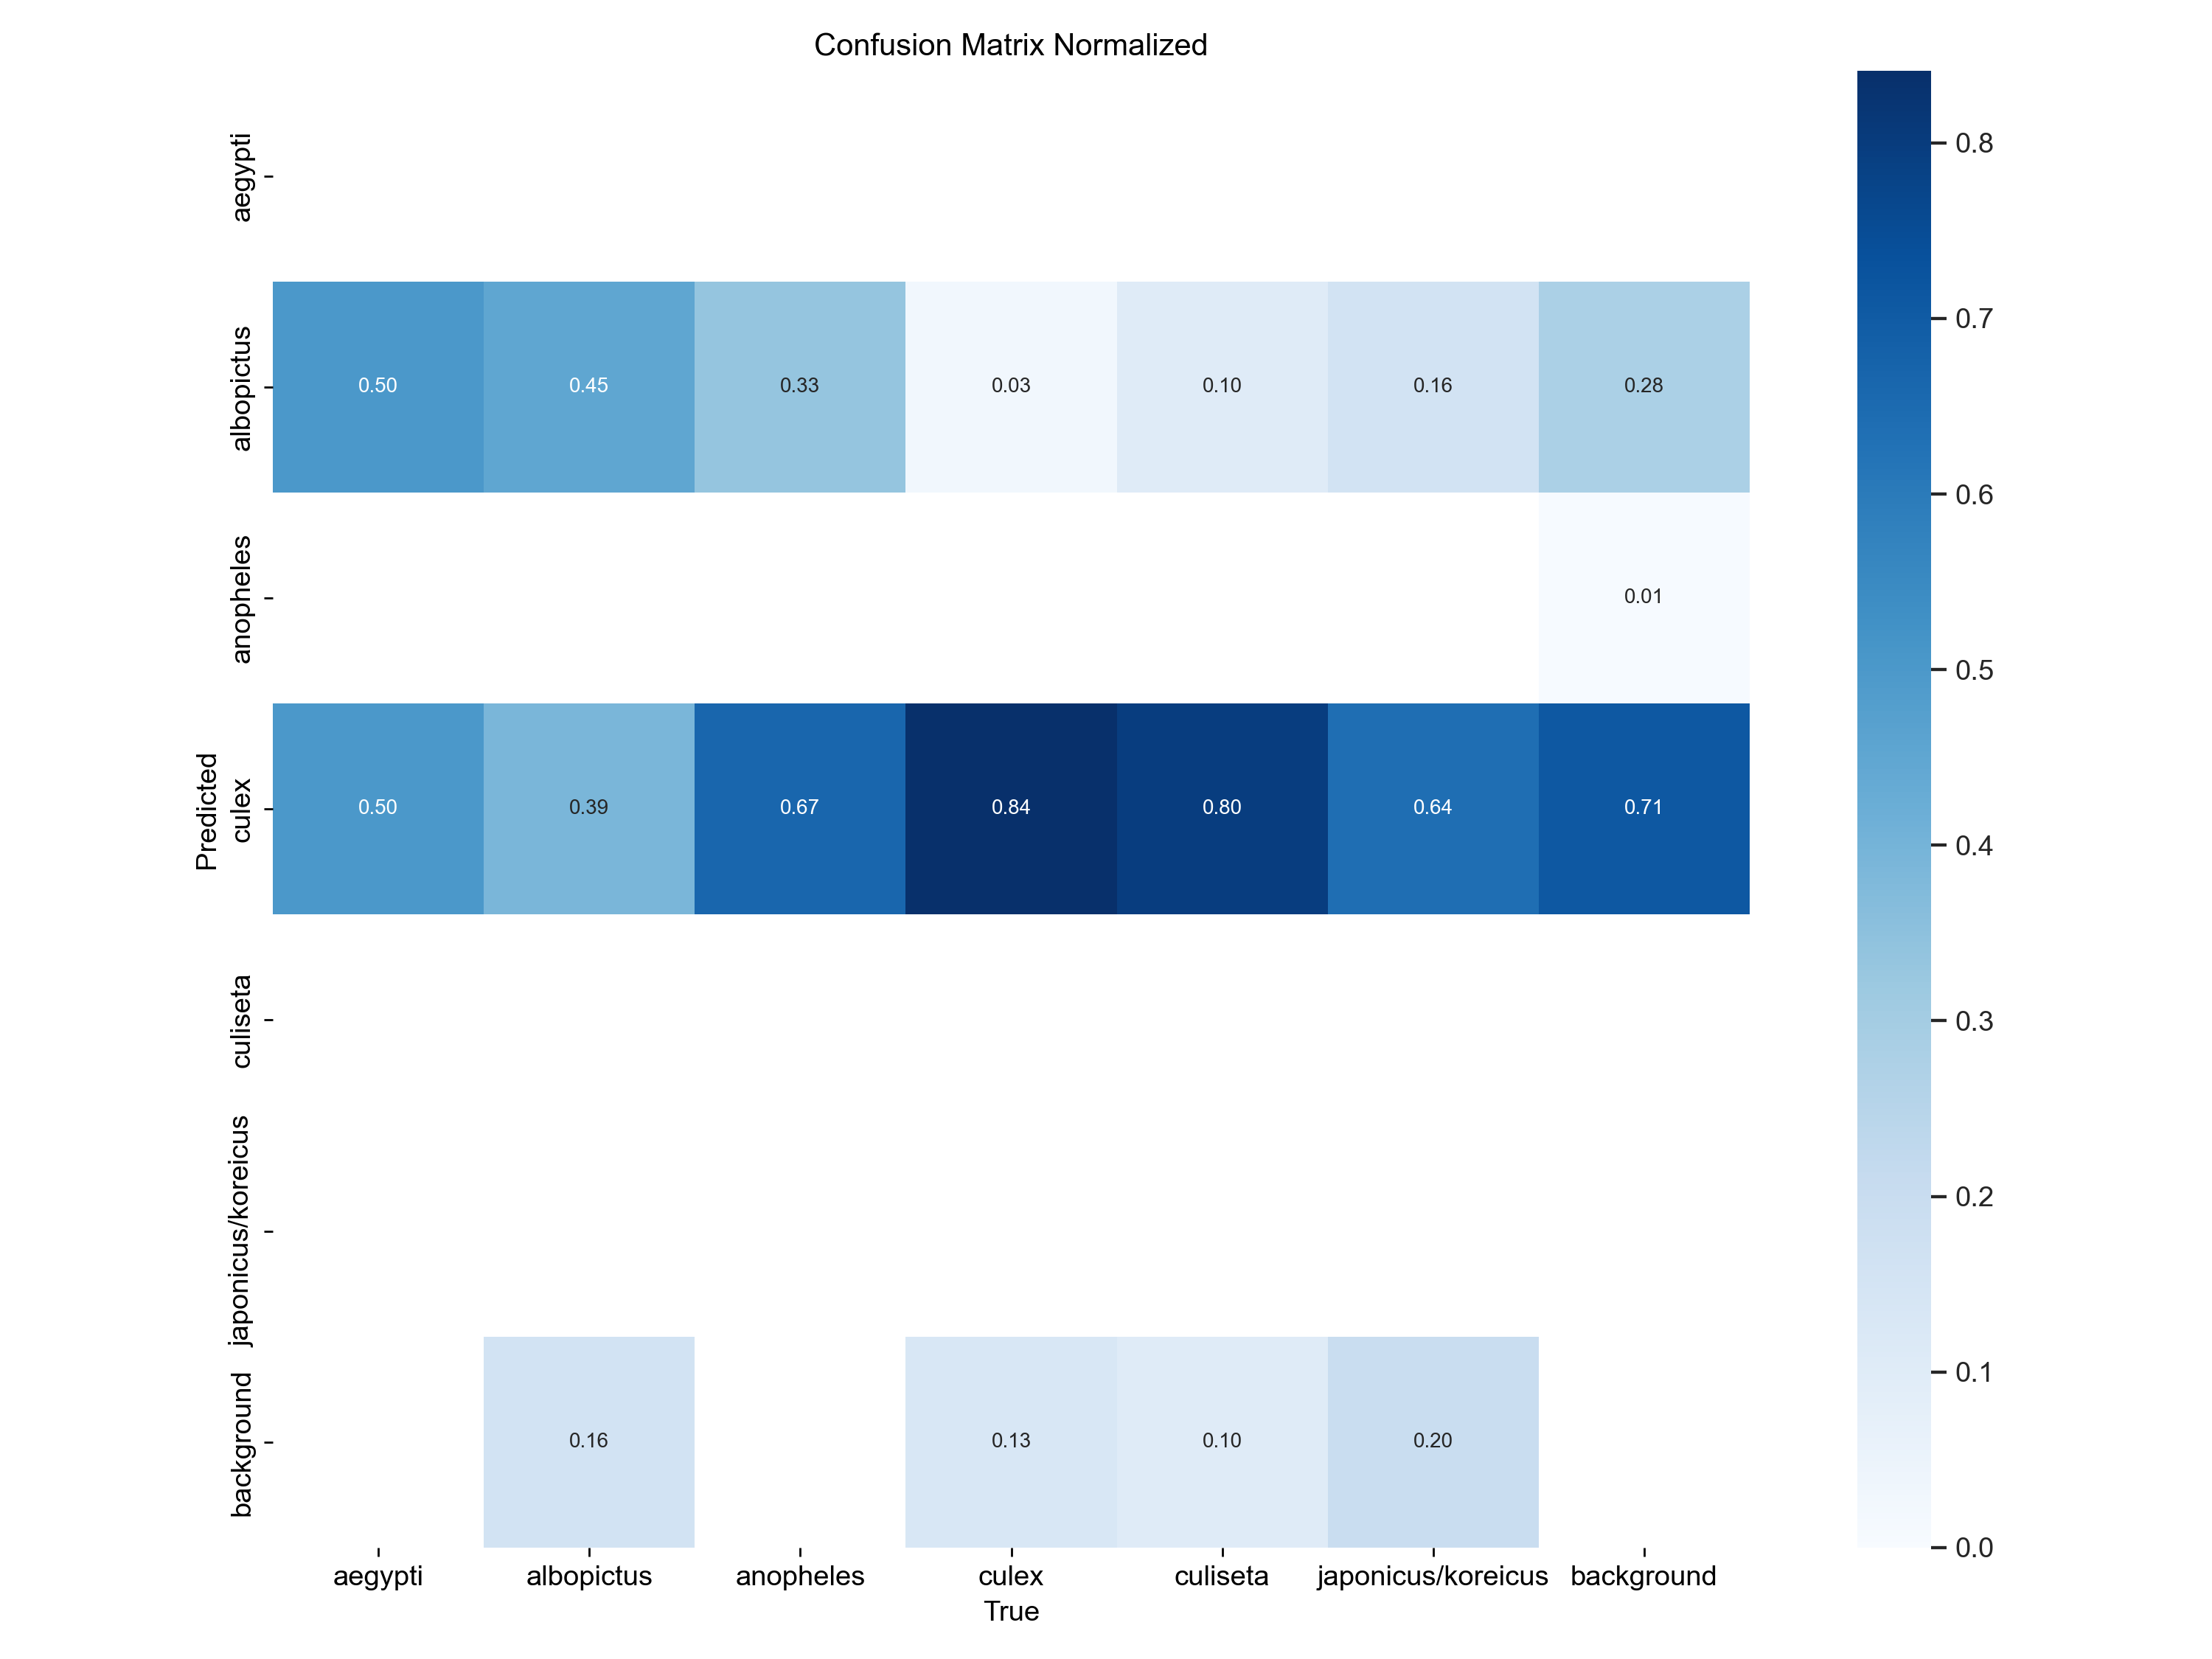 Confusion Matrix Normalized
aegypti
albopictus
anopheles
culex
culiseta
japonicus/koreicus
background
Predicted
0.50 0.45 0.33 0.03 0.10 0.16 0.28
0.01
0.50 0.39 0.67 0.84 0.80 0.64 0.71
0.16 0.13 0.10 0.20
aegypti albopictus anopheles culex culiseta japonicus/koreicus background
True
0.8
0.7
0.6
0.5
0.4
0.3
0.2
0.1
0.0